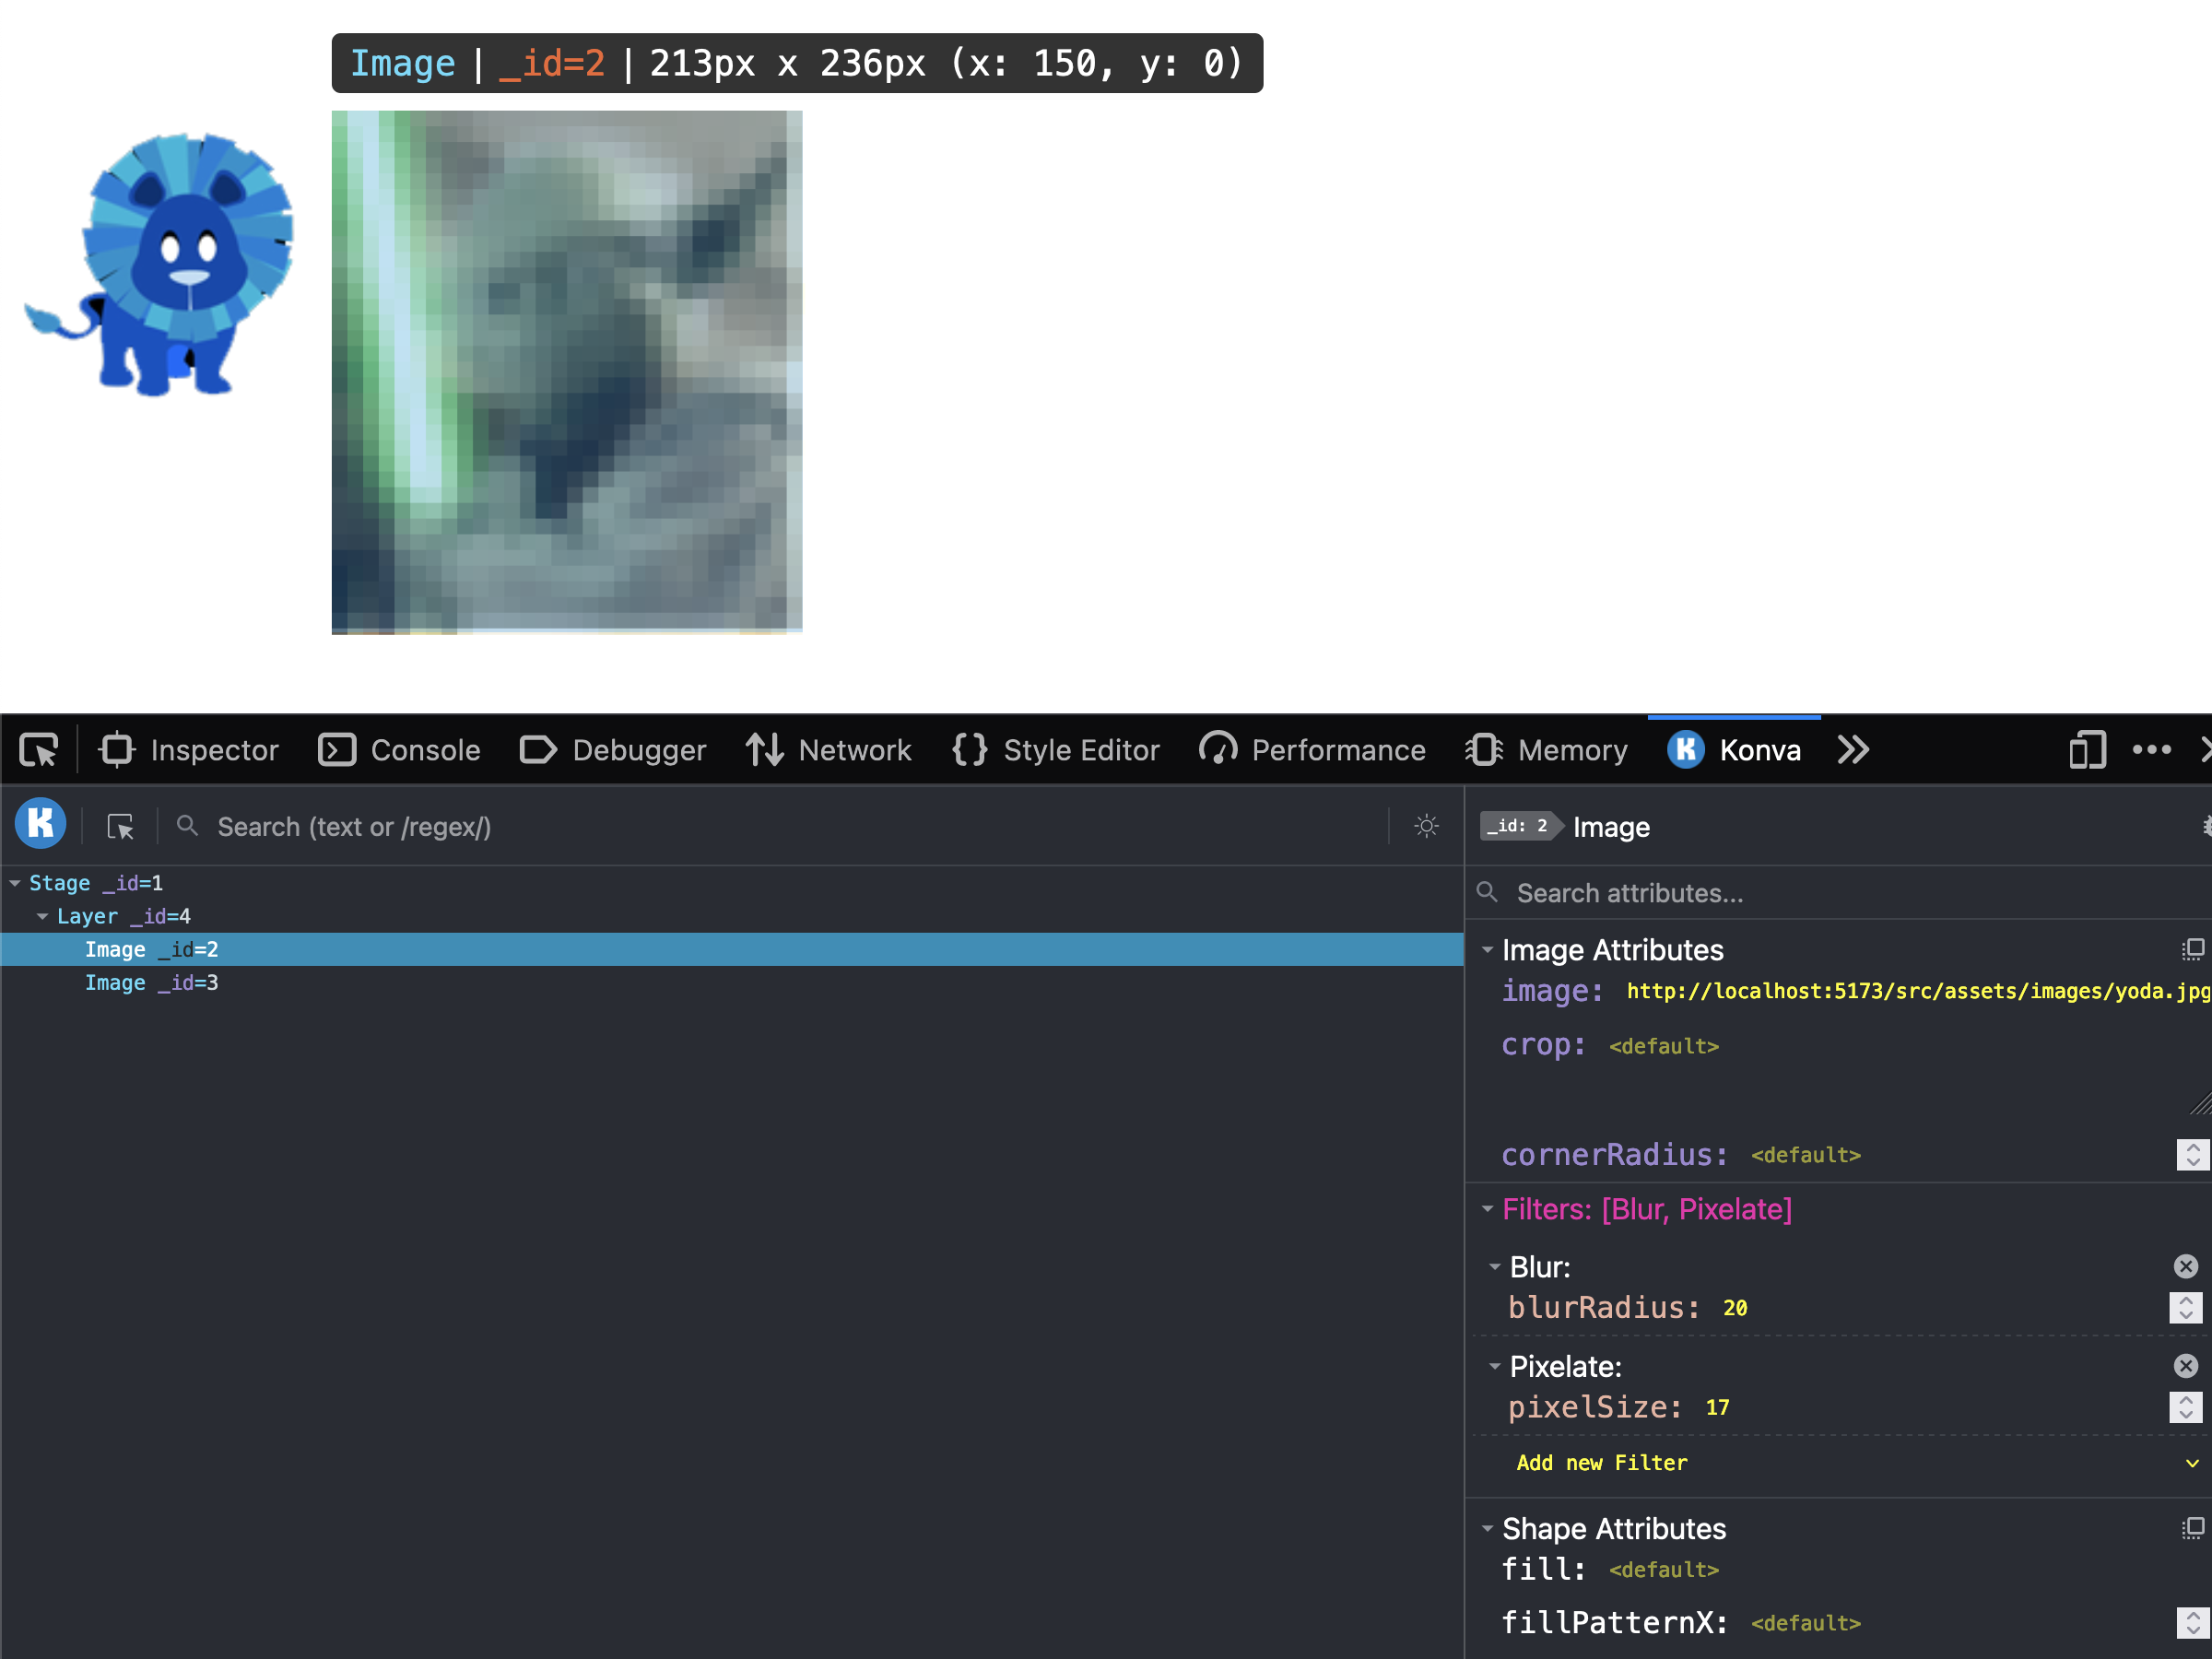 Image | _id=2 | 213px x 236px (x: 150, y: 0)
Inspector Console Debugger Network Style Editor Performance Memory K Konva
K Search (text or /regex/)
Stage _id=1
Layer _id=4
Image _id=2
Image _id=3
_id: 2 Image
Search attributes...
Image Attributes
image: http://localhost:5173/src/assets/images/yoda.jpg
crop: <default>
cornerRadius: <default>
Filters: [Blur, Pixelate]
Blur:
blurRadius: 20
Pixelate:
pixelSize: 17
Add new Filter
Shape Attributes
fill: <default>
fillPatternX: <default>